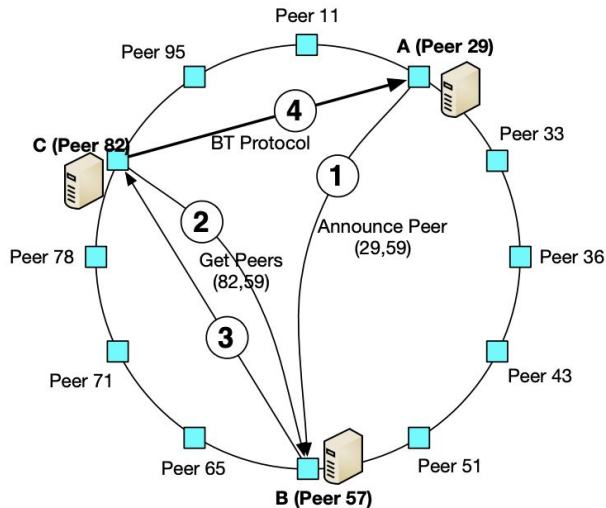 Peer 11
A (Peer 29)
Peer 95
4
Peer 33
C (Peer 82)
BT Protocol
1
2
Announce Peer
(29,59)
Peer 78
Get Peers
(82,59)
Peer 36
3
Peer 71
Peer 43
Peer 65
Peer 51
B (Peer 57)